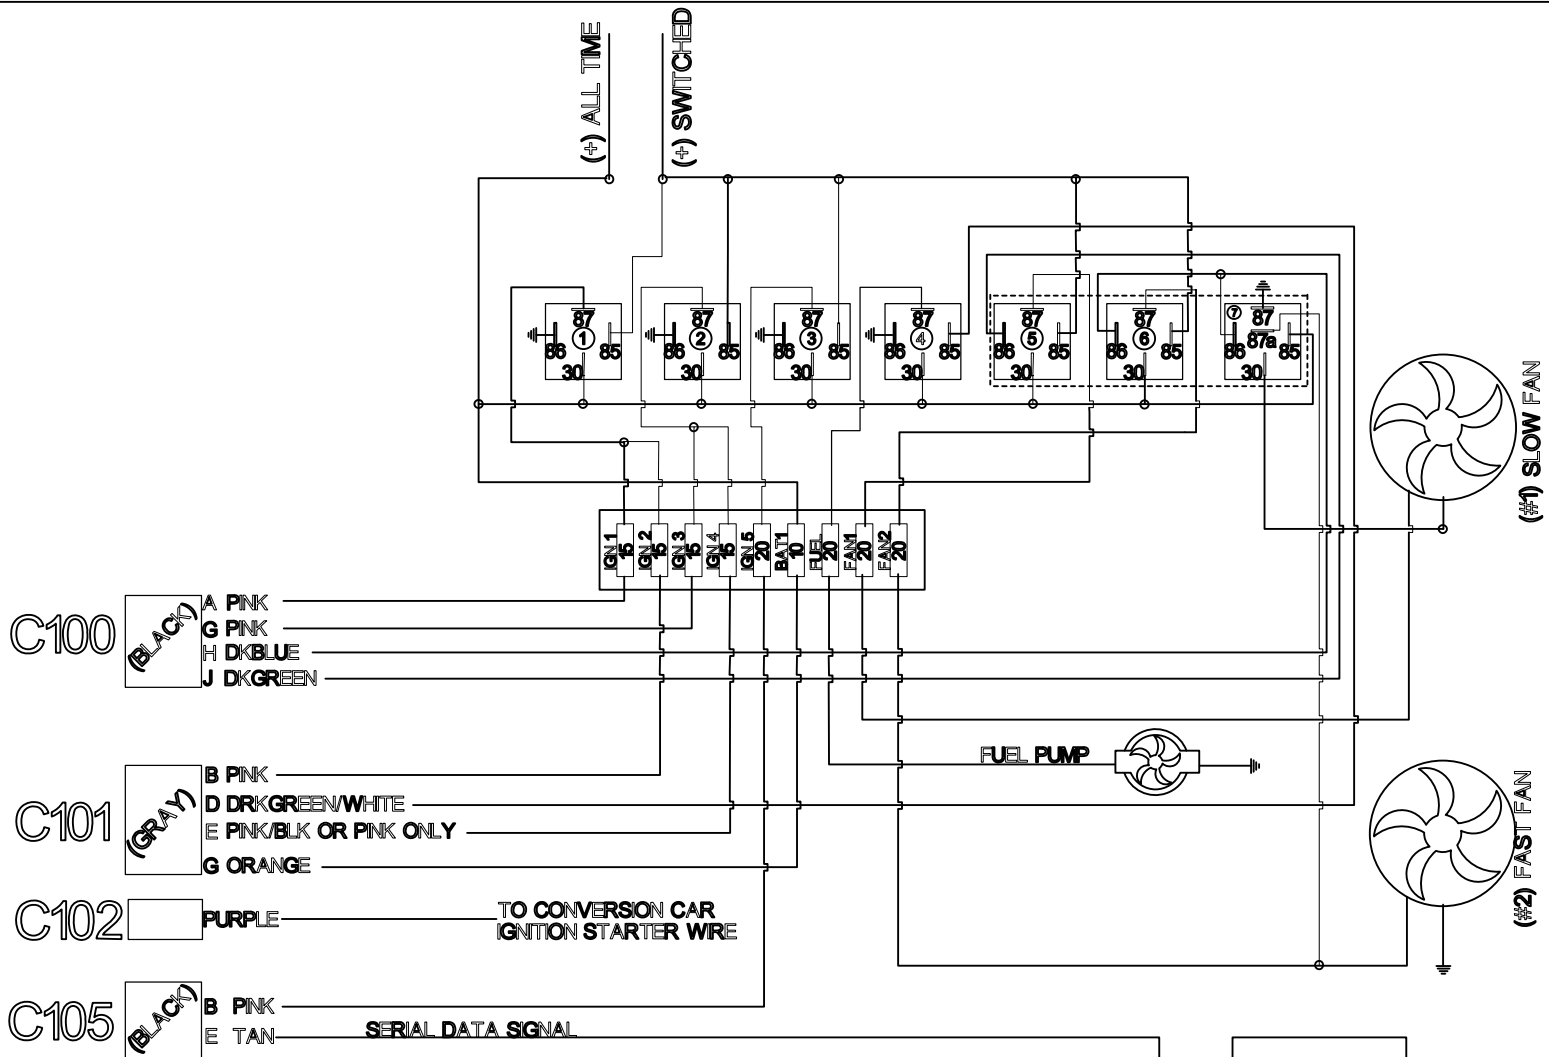 (+) ALL TIME
(+) SWITCHED
87
1
86
85
30
87
2
86
85
30
87
3
86
85
30
87
4
86
85
30
87
5
86
85
30
87
6
86
85
30
7
87
87a
86
85
30
(#1) SLOW FAN
IGN 1
15
IGN 2
15
IGN 3
15
IGN 4
15
IGN 5
20
BAT1
10
FUEL
20
FAN1
20
FAN2
20
C100
(BLACK)
A PINK
G PINK
H DKBLUE
J DKGREEN
FUEL PUMP
C101
(GRAY)
B PINK
D DRKGREEN/WHITE
E PINK/BLK OR PINK ONLY
G ORANGE
(#2) FAST FAN
C102
PURPLE
TO CONVERSION CAR
IGNITION STARTER WIRE
C105
(BLACK)
B PINK
E TAN
SERIAL DATA SIGNAL